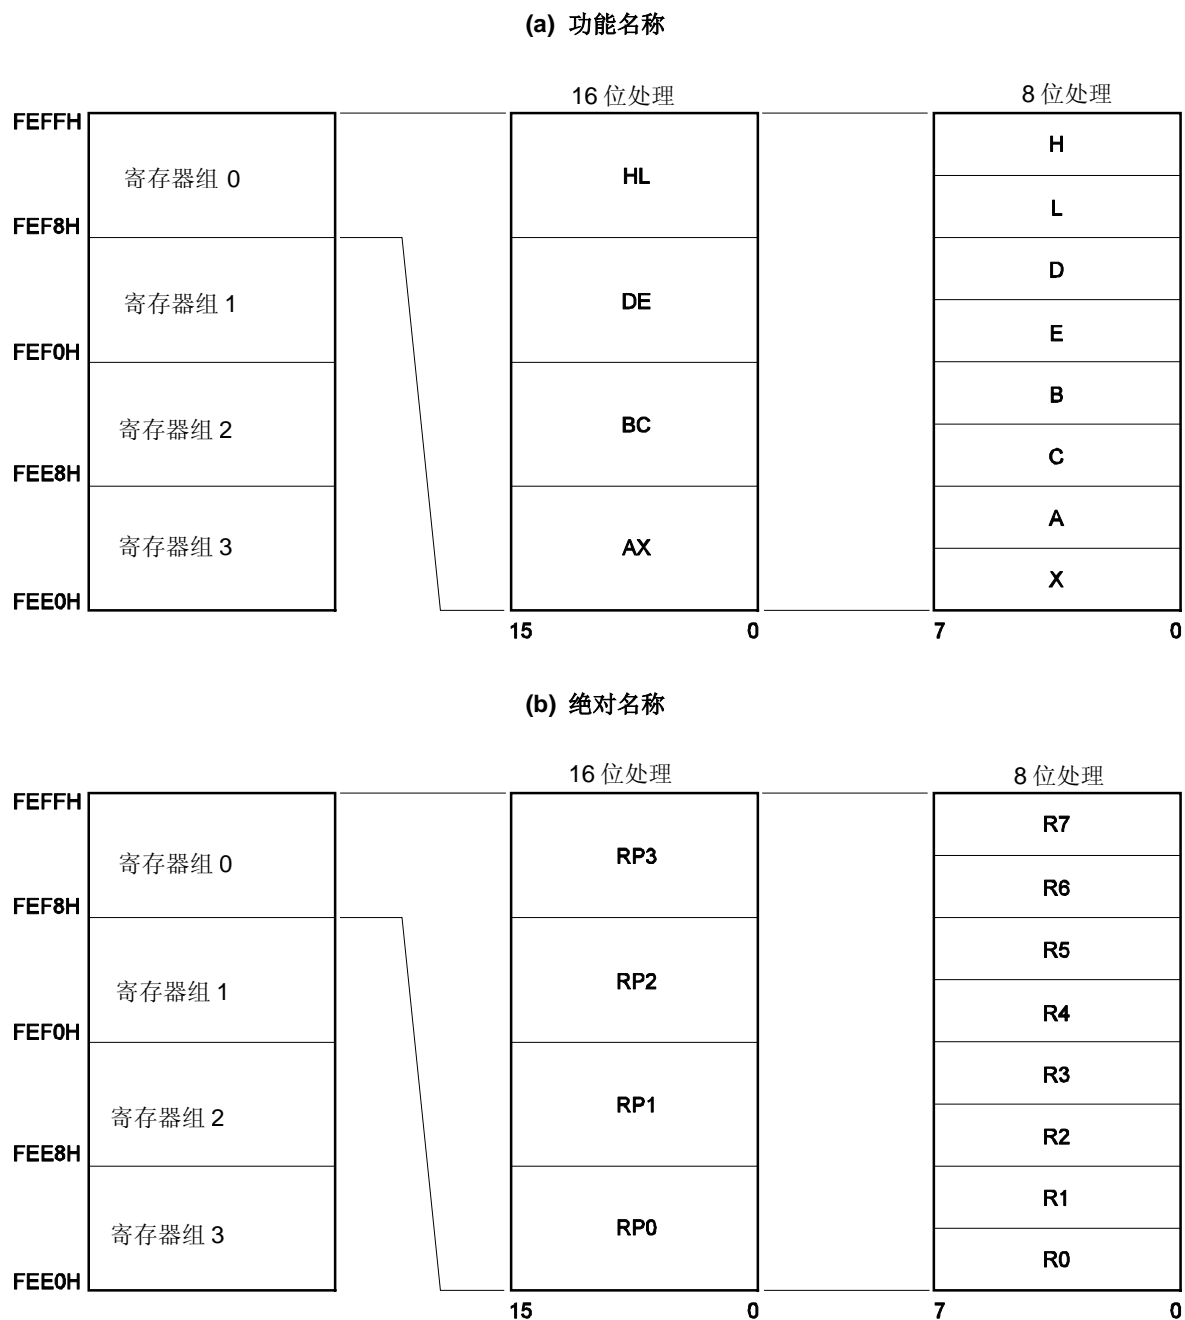 (a) 功能名称
16 位处理
8 位处理
FEFFH
寄存器组 0
HL
H
L
FEF8H
寄存器组 1
DE
D
E
FEF0H
寄存器组 2
BC
B
C
FEE8H
寄存器组 3
AX
A
X
FEE0H
15
0
7
0
(b) 绝对名称
16 位处理
8 位处理
FEFFH
寄存器组 0
RP3
R7
R6
FEF8H
寄存器组 1
RP2
R5
R4
FEF0H
寄存器组 2
RP1
R3
R2
FEE8H
寄存器组 3
RP0
R1
R0
FEE0H
15
0
7
0